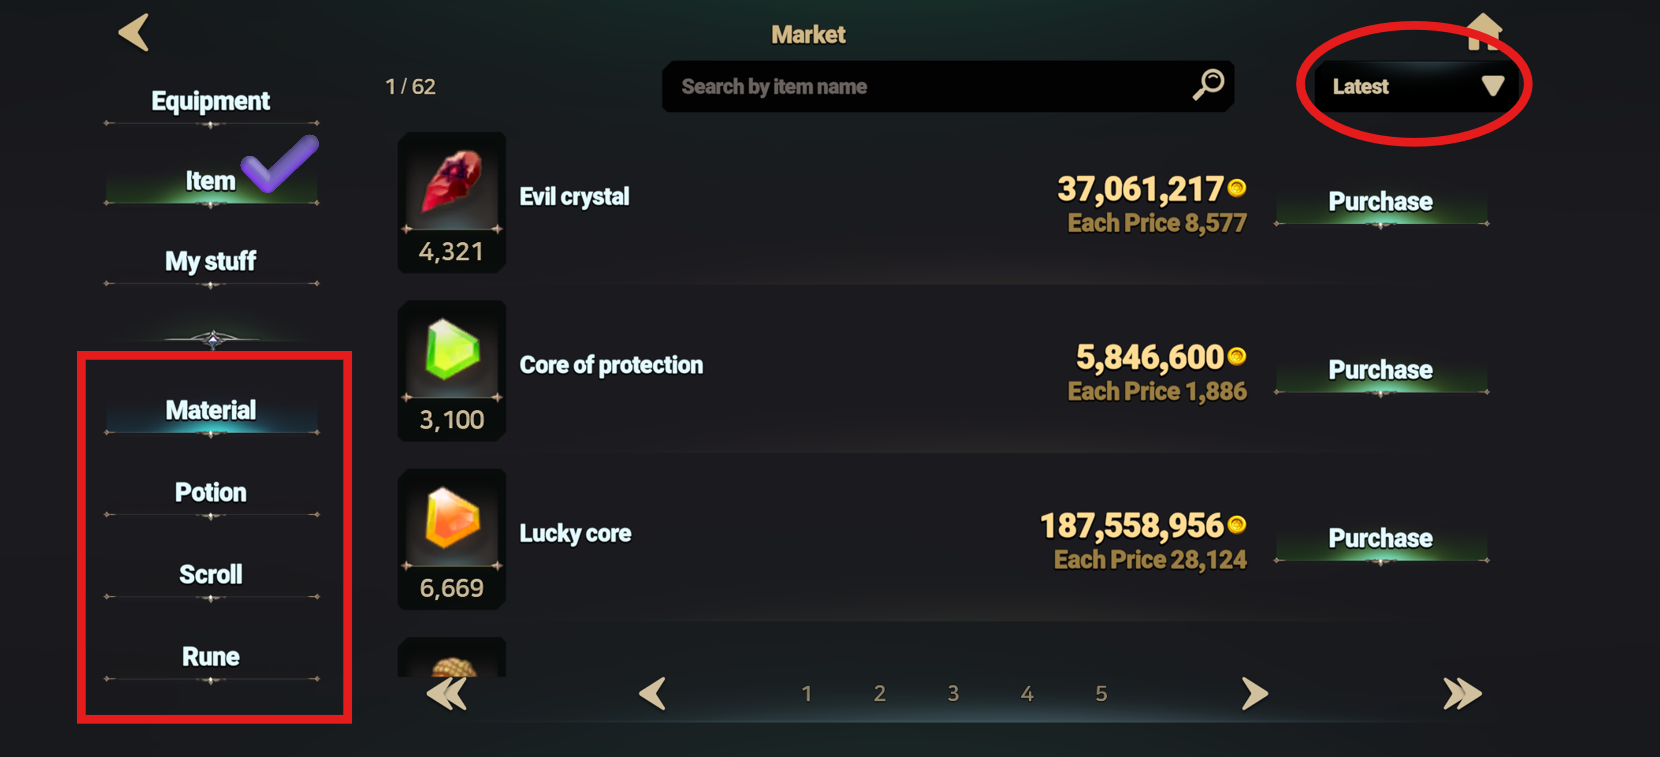 Market
Equipment
Item
My stuff
Material
Potion
Scroll
Rune
1 / 62
Search by item name
Latest
Evil crystal
4,321
37,061,217
Each Price 8,577
Purchase
Core of protection
3,100
5,846,600
Each Price 1,886
Purchase
Lucky core
6,669
187,558,956
Each Price 28,124
Purchase
1 2 3 4 5